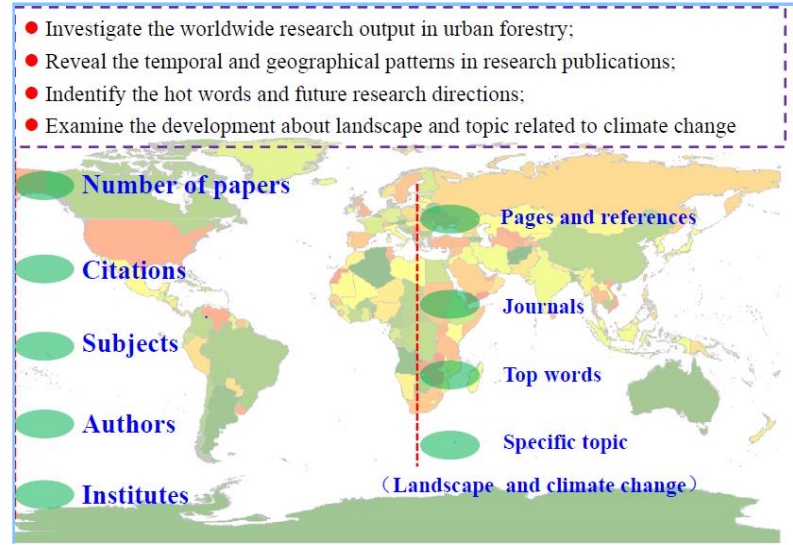 Investigate the worldwide research output in urban forestry;
Reveal the temporal and geographical patterns in research publications;
Indentify the hot words and future research directions;
Examine the development about landscape and topic related to climate change
Number of papers
Citations
Subjects
Authors
Institutes
Pages and references
Journals
Top words
Specific topic
（Landscape and climate change）